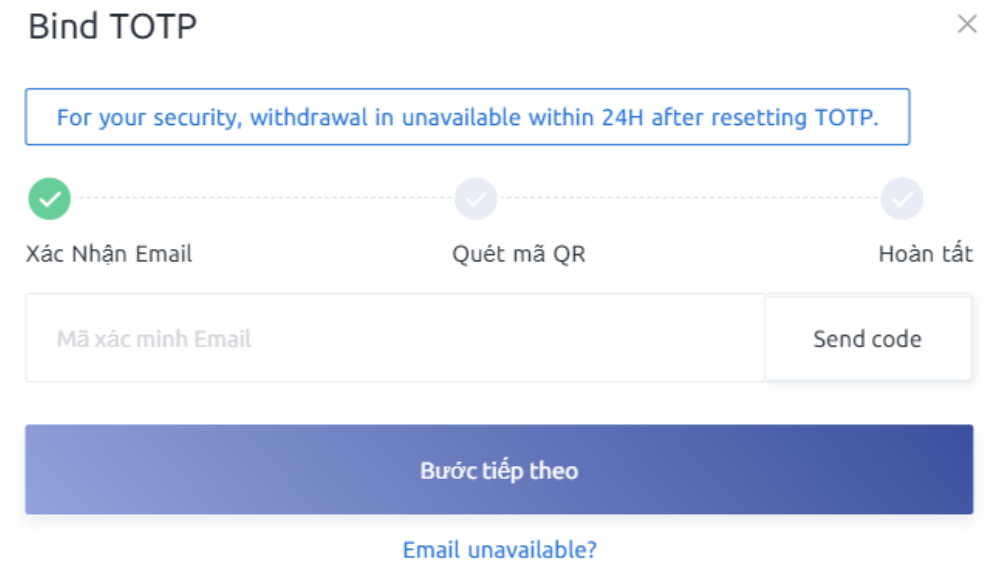 Bind TOTP
For your security, withdrawal in unavailable within 24H after resetting TOTP.
Xác Nhận Email
Quét mã QR
Hoàn tất
Mã xác minh Email
Send code
Bước tiếp theo
Email unavailable?